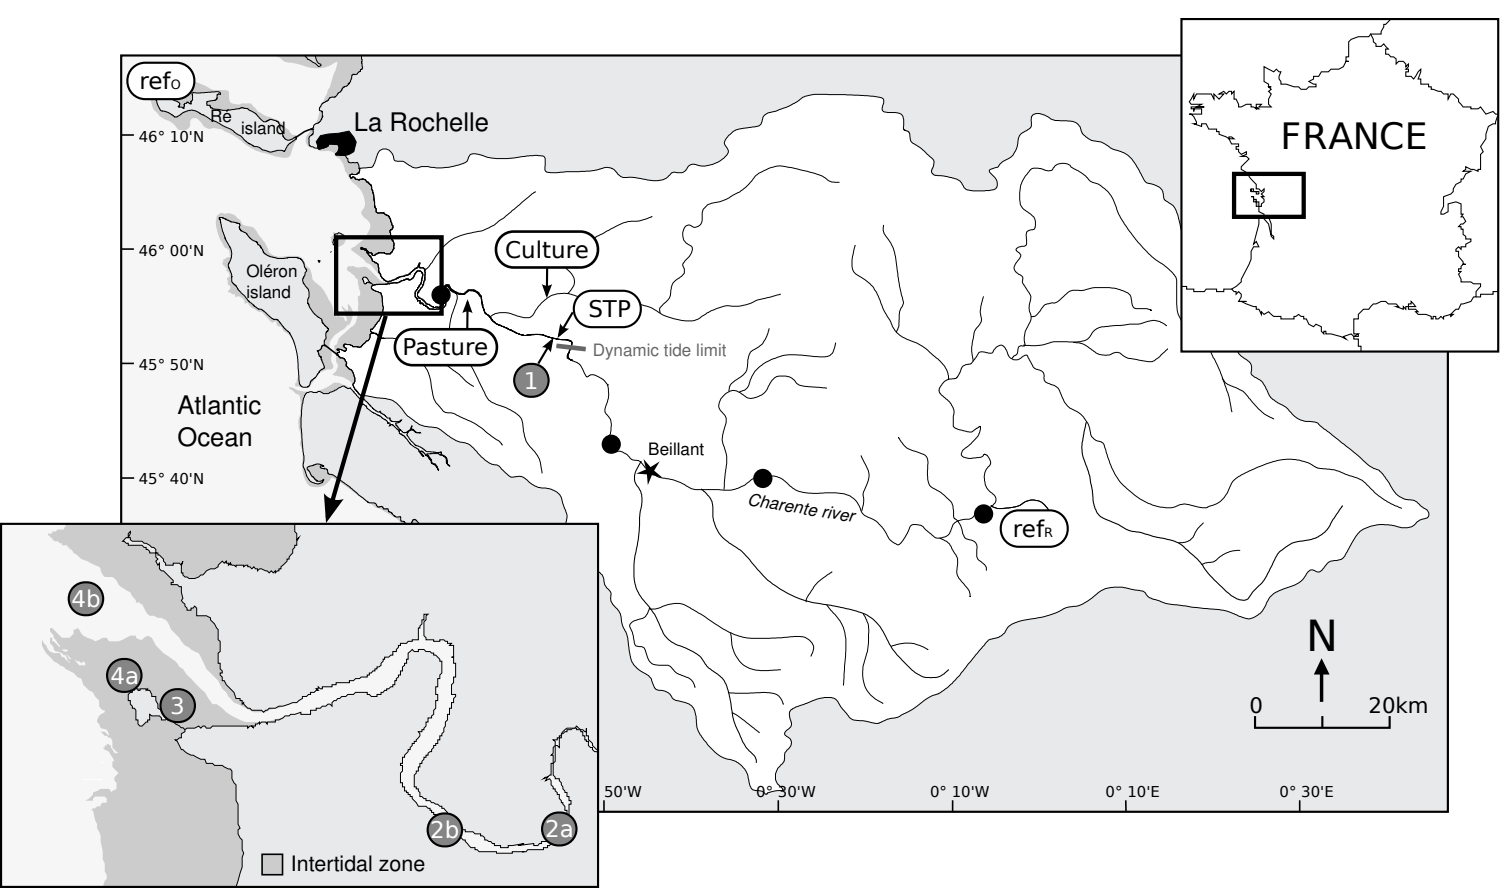 refO
Ré island
La Rochelle
46° 10'N
FRANCE
46° 00'N
Culture
Oléron
island
STP
Pasture
Dynamic tide limit
45° 50'N
1
Atlantic
Ocean
Beillant
45° 40'N
Charente river
refR
4b
N
4a
3
0 20km
50'W
0° 30'W
0° 10'W
0° 10'E
0° 30'E
2b
2a
Intertidal zone